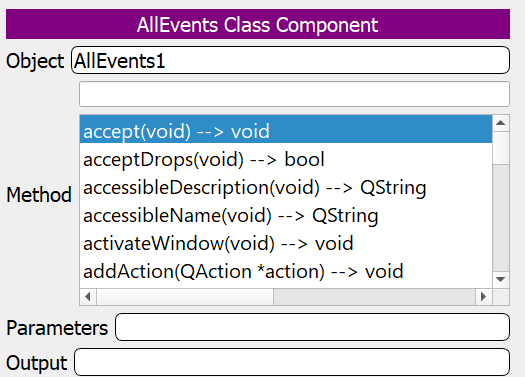 AllEvents Class Component
Object AllEvents1
accept(void) --> void
acceptDrops(void) --> bool
accessibleDescription(void) --> QString
Method accessibleName(void) --> QString
activateWindow(void) --> void
addAction(QAction *action) --> void
Parameters
Output